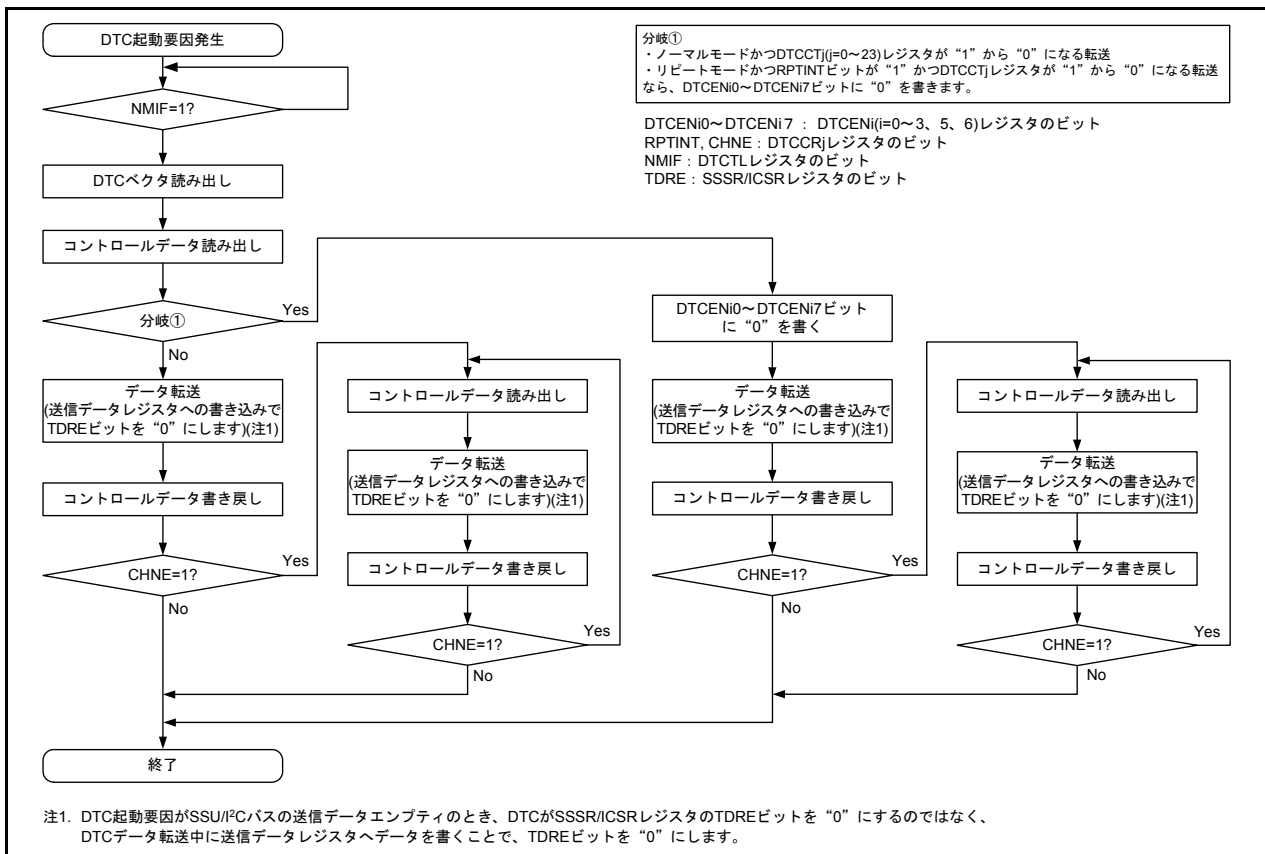 DTC起動要因発生
NMIF=1?
DTCベクタ読み出し
コントロールデータ読み出し
分岐①
Yes
No
データ転送
(送信データレジスタへの書き込みで
TDREビットを“0”にします)(注1)
コントロールデータ書き戻し
CHNE=1?
Yes
No
コントロールデータ読み出し
データ転送
(送信データレジスタへの書き込みで
TDREビットを“0”にします)(注1)
コントロールデータ書き戻し
CHNE=1?
Yes
No
分岐①
・ノーマルモードかつDTCCTj(j=0~23)レジスタが“1”から“0”になる転送
・リピートモードかつRPTINTビットが“1”かつDTCCTjレジスタが“1”から“0”になる転送
なら、DTCENi0~DTCENi7ビットに“0”を書きます。
DTCENi0~DTCENi7 : DTCENi(i=0~3、5、6)レジスタのビット
RPTINT, CHNE : DTCCRjレジスタのビット
NMIF : DTCTLレジスタのビット
TDRE : SSSR/ICSRレジスタのビット
DTCENi0~DTCENi7ビット
に“0”を書く
データ転送
(送信データレジスタへの書き込みで
TDREビットを“0”にします)(注1)
コントロールデータ書き戻し
CHNE=1?
Yes
No
コントロールデータ読み出し
データ転送
(送信データレジスタへの書き込みで
TDREビットを“0”にします)(注1)
コントロールデータ書き戻し
CHNE=1?
Yes
No
終了
注1. DTC起動要因がSSU/I²Cバスの送信データエンプティのとき、DTCがSSSR/ICSRレジスタのTDREビットを“0”にするのではなく、
DTCデータ転送中に送信データレジスタへデータを書くことで、TDREビットを“0”にします。